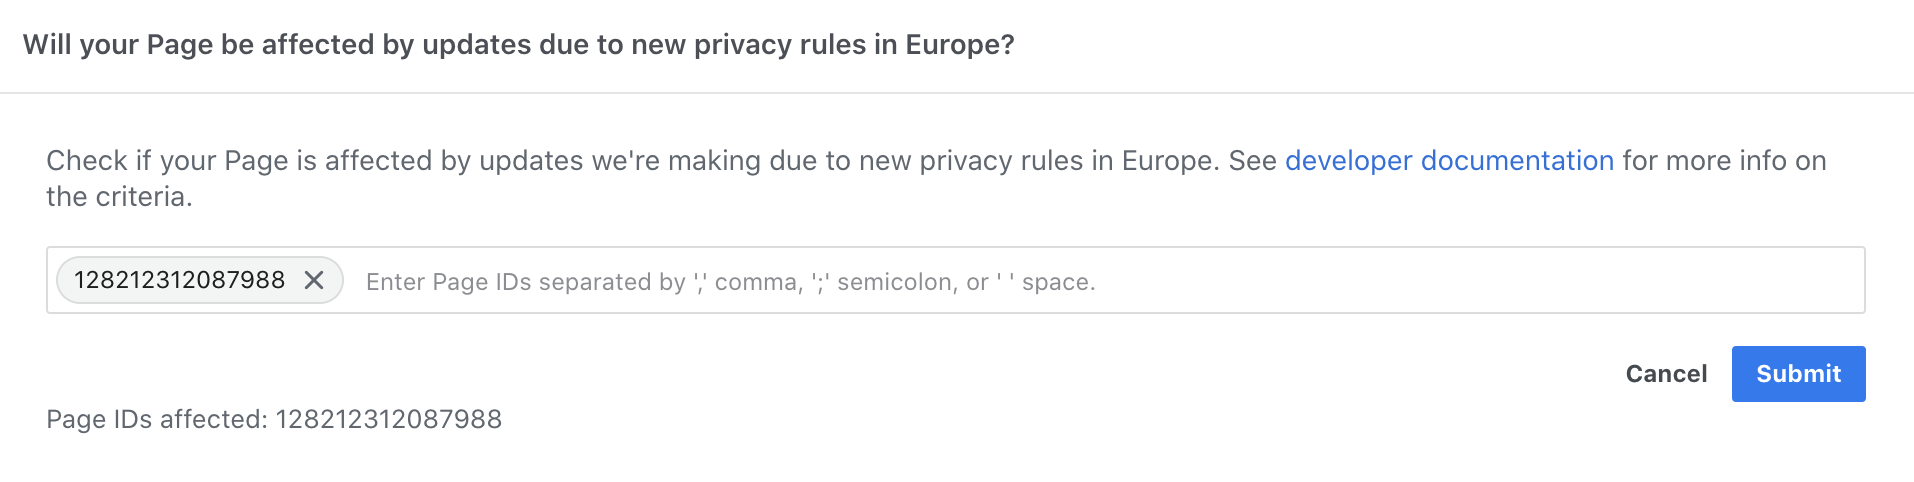 Will your Page be affected by updates due to new privacy rules in Europe?
Check if your Page is affected by updates we're making due to new privacy rules in Europe. See developer documentation for more info on
the criteria.
128212312087988 Enter Page IDs separated by ',' comma, ';' semicolon, or ' ' space.
Cancel Submit
Page IDs affected: 128212312087988